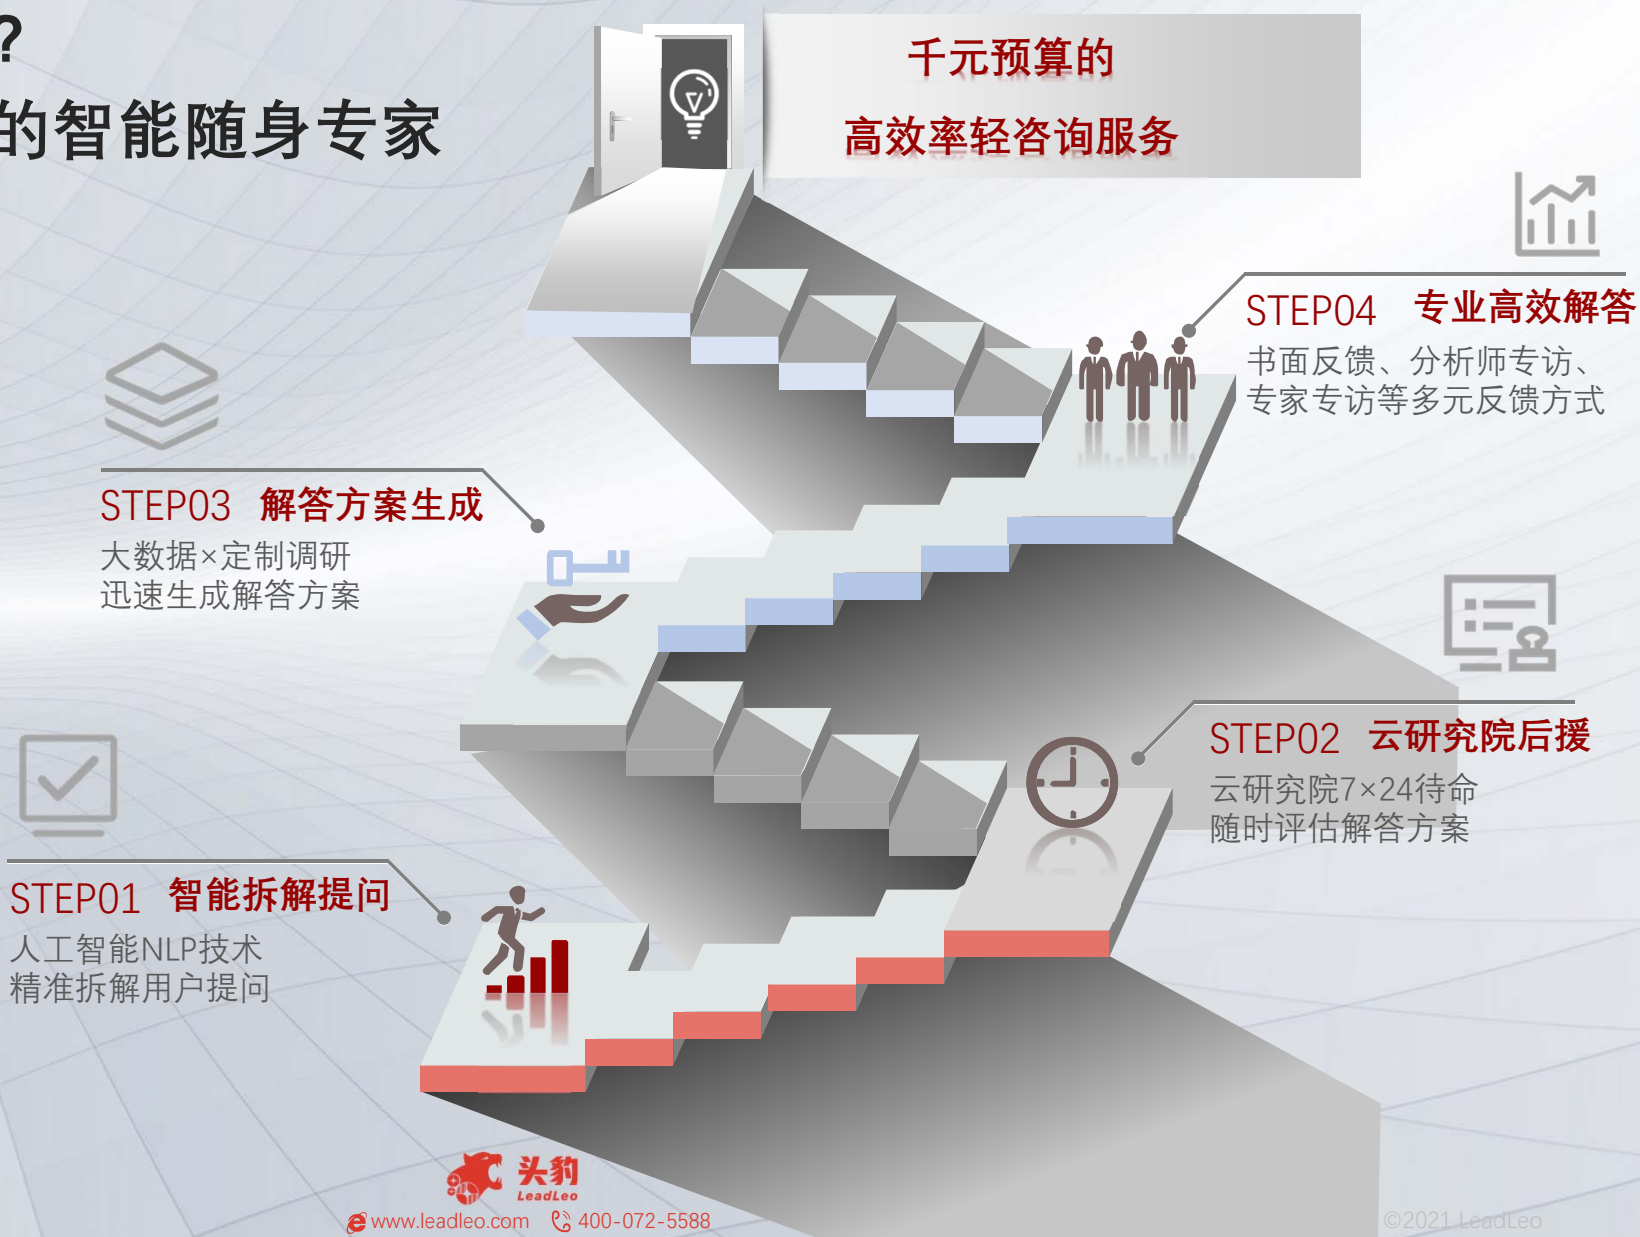 ?
的智能随身专家
千元预算的
高效率轻咨询服务
STEP04 专业高效解答
书面反馈、分析师专访、
专家专访等多元反馈方式
STEP03 解答方案生成
大数据×定制调研
迅速生成解答方案
STEP02 云研究院后援
云研究院7×24待命
随时评估解答方案
STEP01 智能拆解提问
人工智能NLP技术
精准拆解用户提问
头豹
LeadLeo
www.leadleo.com 400-072-5588
©2021 LeadLeo